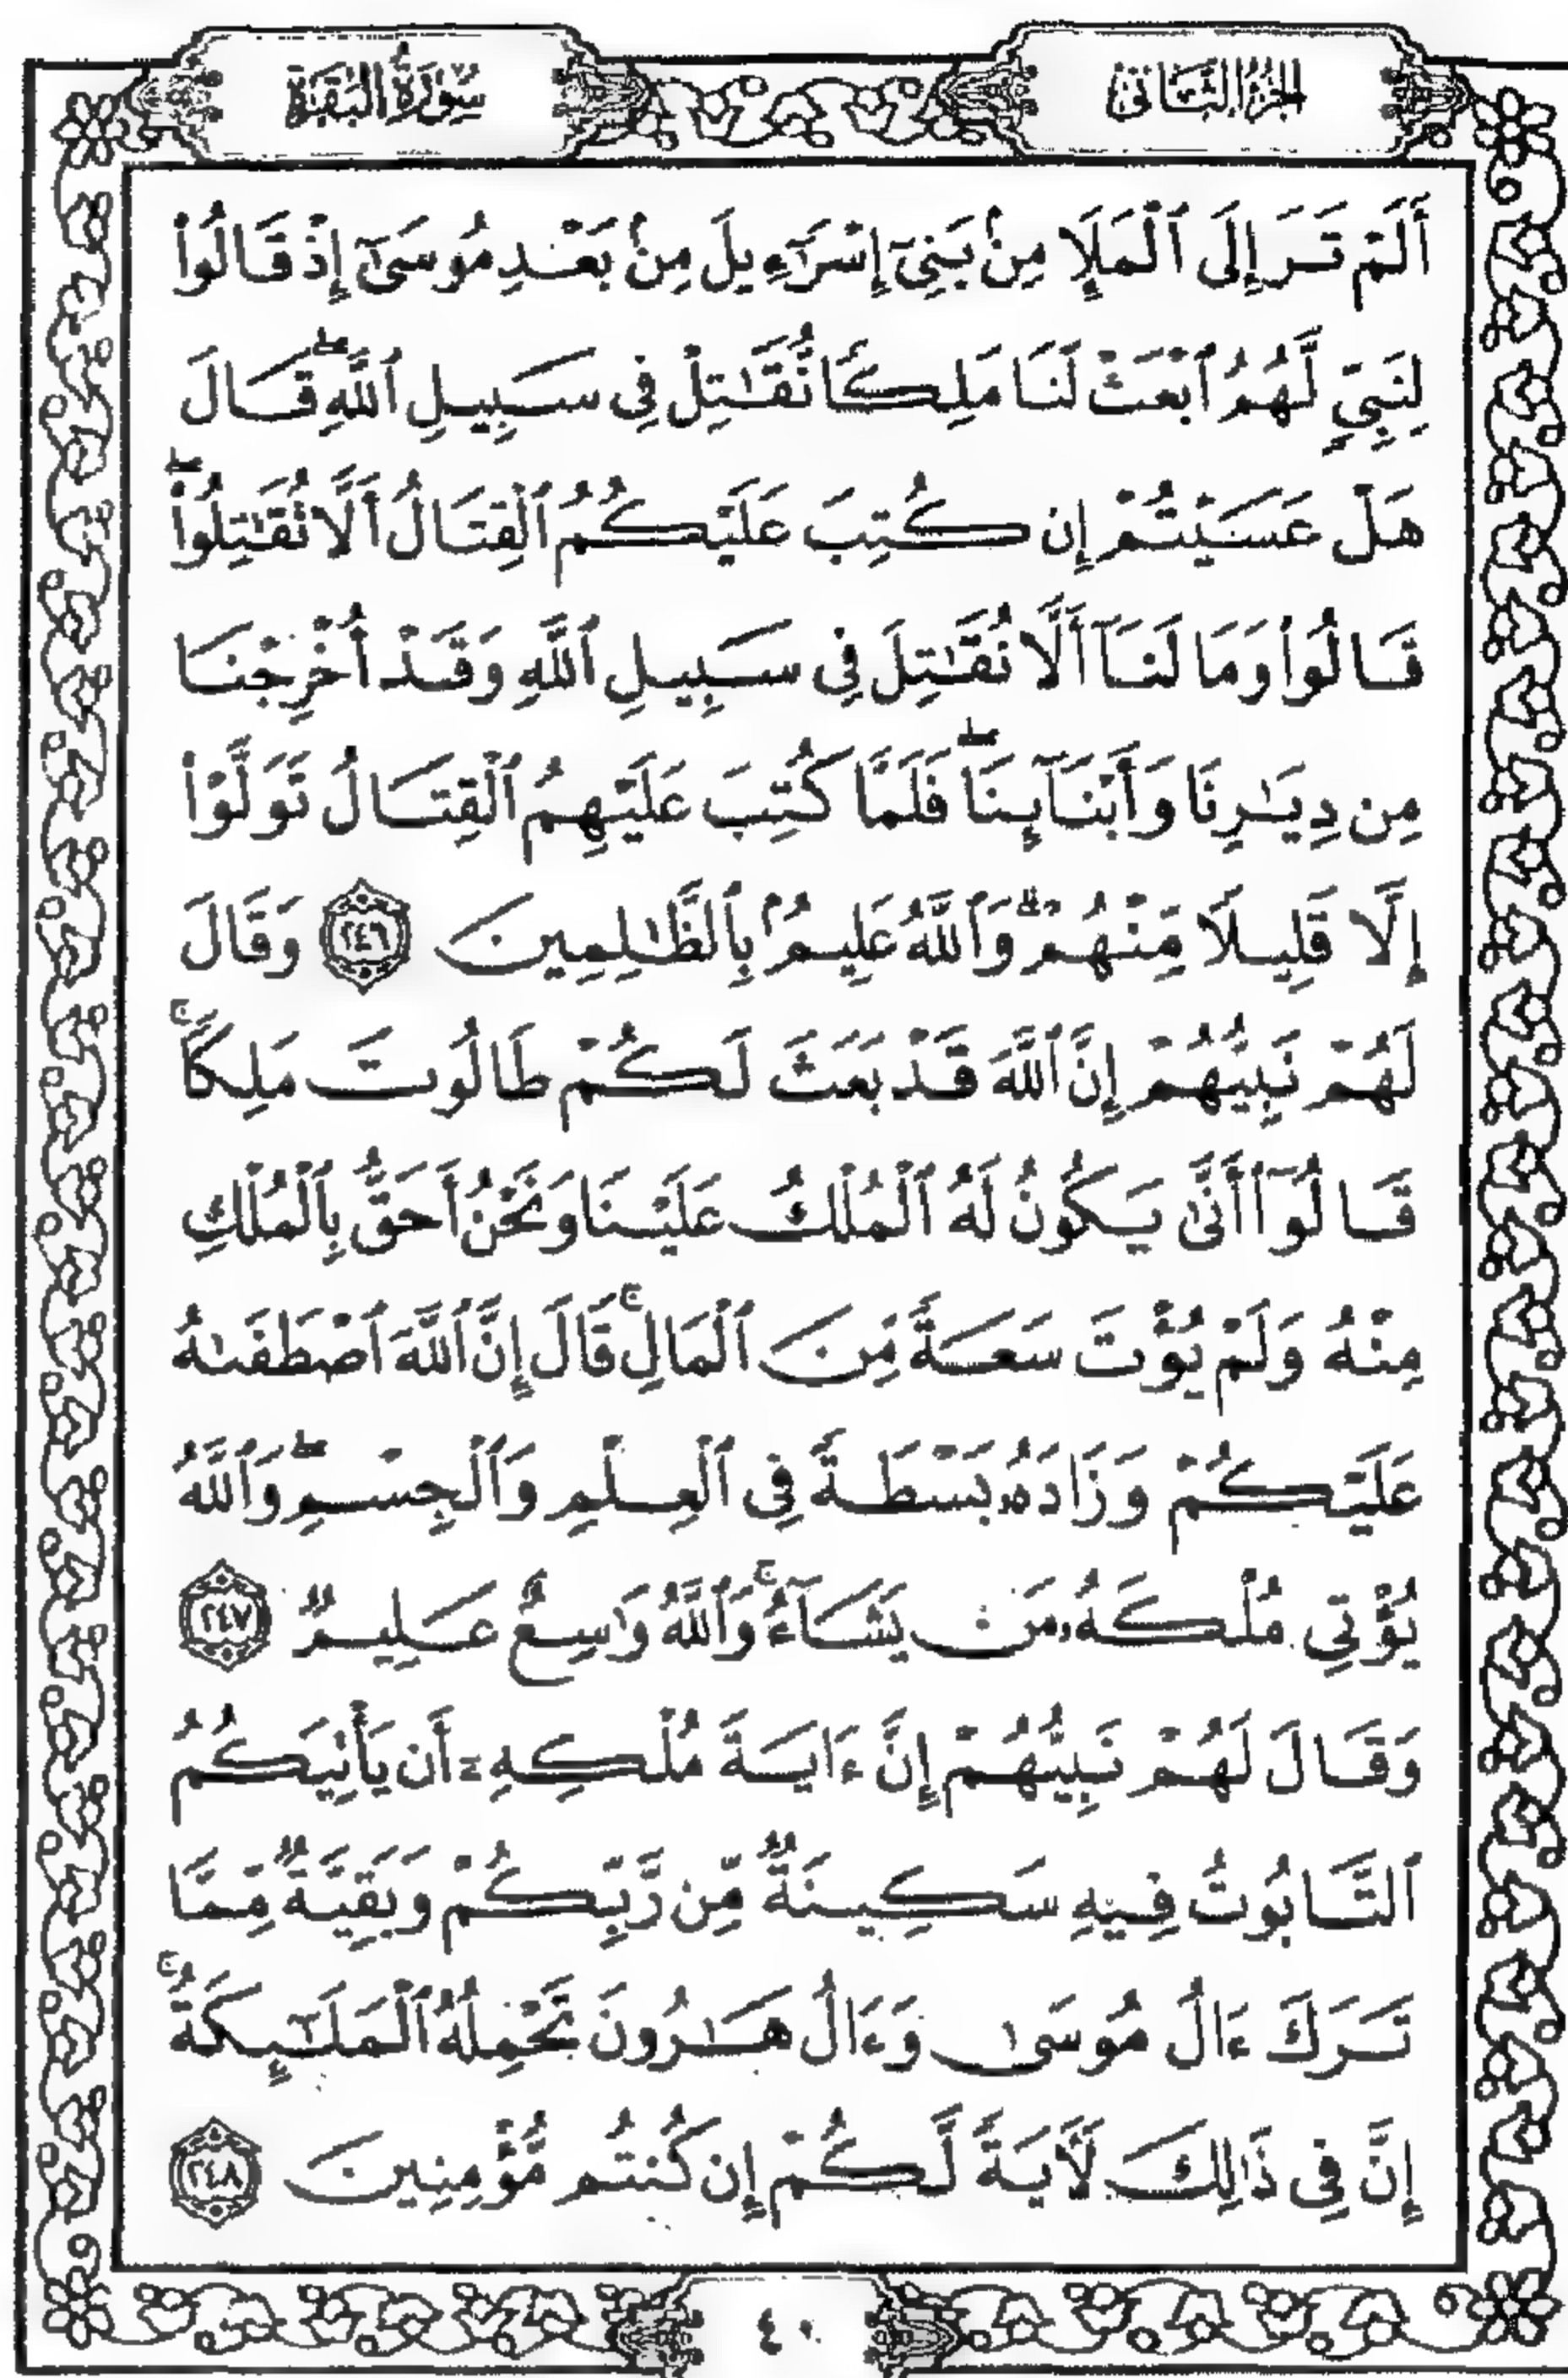 الجزء الثاني
سورة البقرة
أَلَمْ تَرَ إِلَى ٱلْمَلَإِ مِنۢ بَنِىٓ إِسْرَٰٓءِيلَ مِنۢ بَعْدِ مُوسَىٰٓ إِذْ قَالُوا۟
لِنَبِىٍّ لَّهُمُ ٱبْعَثْ لَنَا مَلِكًا نُّقَٰتِلْ فِى سَبِيلِ ٱللَّهِ ۖ قَالَ
هَلْ عَسَيْتُمْ إِن كُتِبَ عَلَيْكُمُ ٱلْقِتَالُ أَلَّا تُقَٰتِلُوا۟ ۖ
قَالُوا۟ وَمَا لَنَآ أَلَّا نُقَٰتِلَ فِى سَبِيلِ ٱللَّهِ وَقَدْ أُخْرِجْنَا
مِن دِيَٰرِنَا وَأَبْنَآئِنَا ۖ فَلَمَّا كُتِبَ عَلَيْهِمُ ٱلْقِتَالُ تَوَلَّوْا۟
إِلَّا قَلِيلًا مِّنْهُمْ ۗ وَٱللَّهُ عَلِيمٌۢ بِٱلظَّٰلِمِينَ ٢٤٦ وَقَالَ
لَهُمْ نَبِيُّهُمْ إِنَّ ٱللَّهَ قَدْ بَعَثَ لَكُمْ طَالُوتَ مَلِكًا ۚ
قَالُوٓا۟ أَنَّىٰ يَكُونُ لَهُ ٱلْمُلْكُ عَلَيْنَا وَنَحْنُ أَحَقُّ بِٱلْمُلْكِ
مِنْهُ وَلَمْ يُؤْتَ سَعَةً مِّنَ ٱلْمَالِ ۚ قَالَ إِنَّ ٱللَّهَ ٱصْطَفَىٰهُ
عَلَيْكُمْ وَزَادَهُۥ بَسْطَةً فِى ٱلْعِلْمِ وَٱلْجِسْمِ ۖ وَٱللَّهُ
يُؤْتِى مُلْكَهُۥ مَن يَشَآءُ ۚ وَٱللَّهُ وَٰسِعٌ عَلِيمٌ ٢٤٧
وَقَالَ لَهُمْ نَبِيُّهُمْ إِنَّ ءَايَةَ مُلْكِهِۦٓ أَن يَأْتِيَكُمُ
ٱلتَّابُوتُ فِيهِ سَكِينَةٌ مِّن رَّبِّكُمْ وَبَقِيَّةٌ مِّمَّا
تَرَكَ ءَالُ مُوسَىٰ وَءَالُ هَٰرُونَ تَحْمِلُهُ ٱلْمَلَٰٓئِكَةُ ۚ
إِنَّ فِى ذَٰلِكَ لَءَايَةً لَّكُمْ إِن كُنتُم مُّؤْمِنِينَ ٢٤٨
٤٠